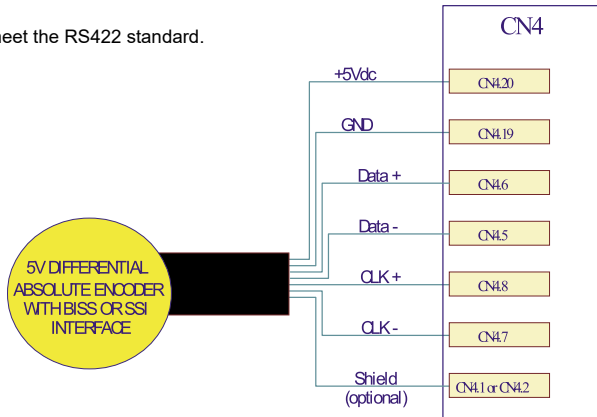 neet the RS422 standard.
CN4
+5Vdc
CN4.20
GND
CN4.19
Data +
CN4.6
Data -
CN4.5
CLK +
CN4.8
CLK -
CN4.7
Shield
(optional)
CN4.1 or CN4.2
5V DIFFERENTIAL
ABSOLUTE ENCODER
WITH BISS OR SSI
INTERFACE